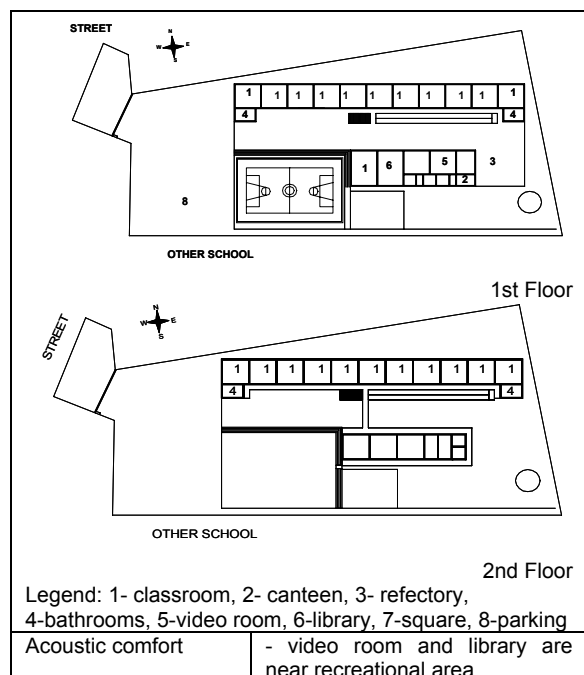 STREET
N
W E
S
1 1 1 1 1 1 1 1 1 1 1
4 4
1 6 5 3
2
8
OTHER SCHOOL
1st Floor
STREET
N
W E
S
1 1 1 1 1 1 1 1 1 1 1
4 4
OTHER SCHOOL
2nd Floor
Legend: 1- classroom, 2- canteen, 3- refectory,
4-bathrooms, 5-video room, 6-library, 7-square, 8-parking
Acoustic comfort
- video room and library are
near recreational area